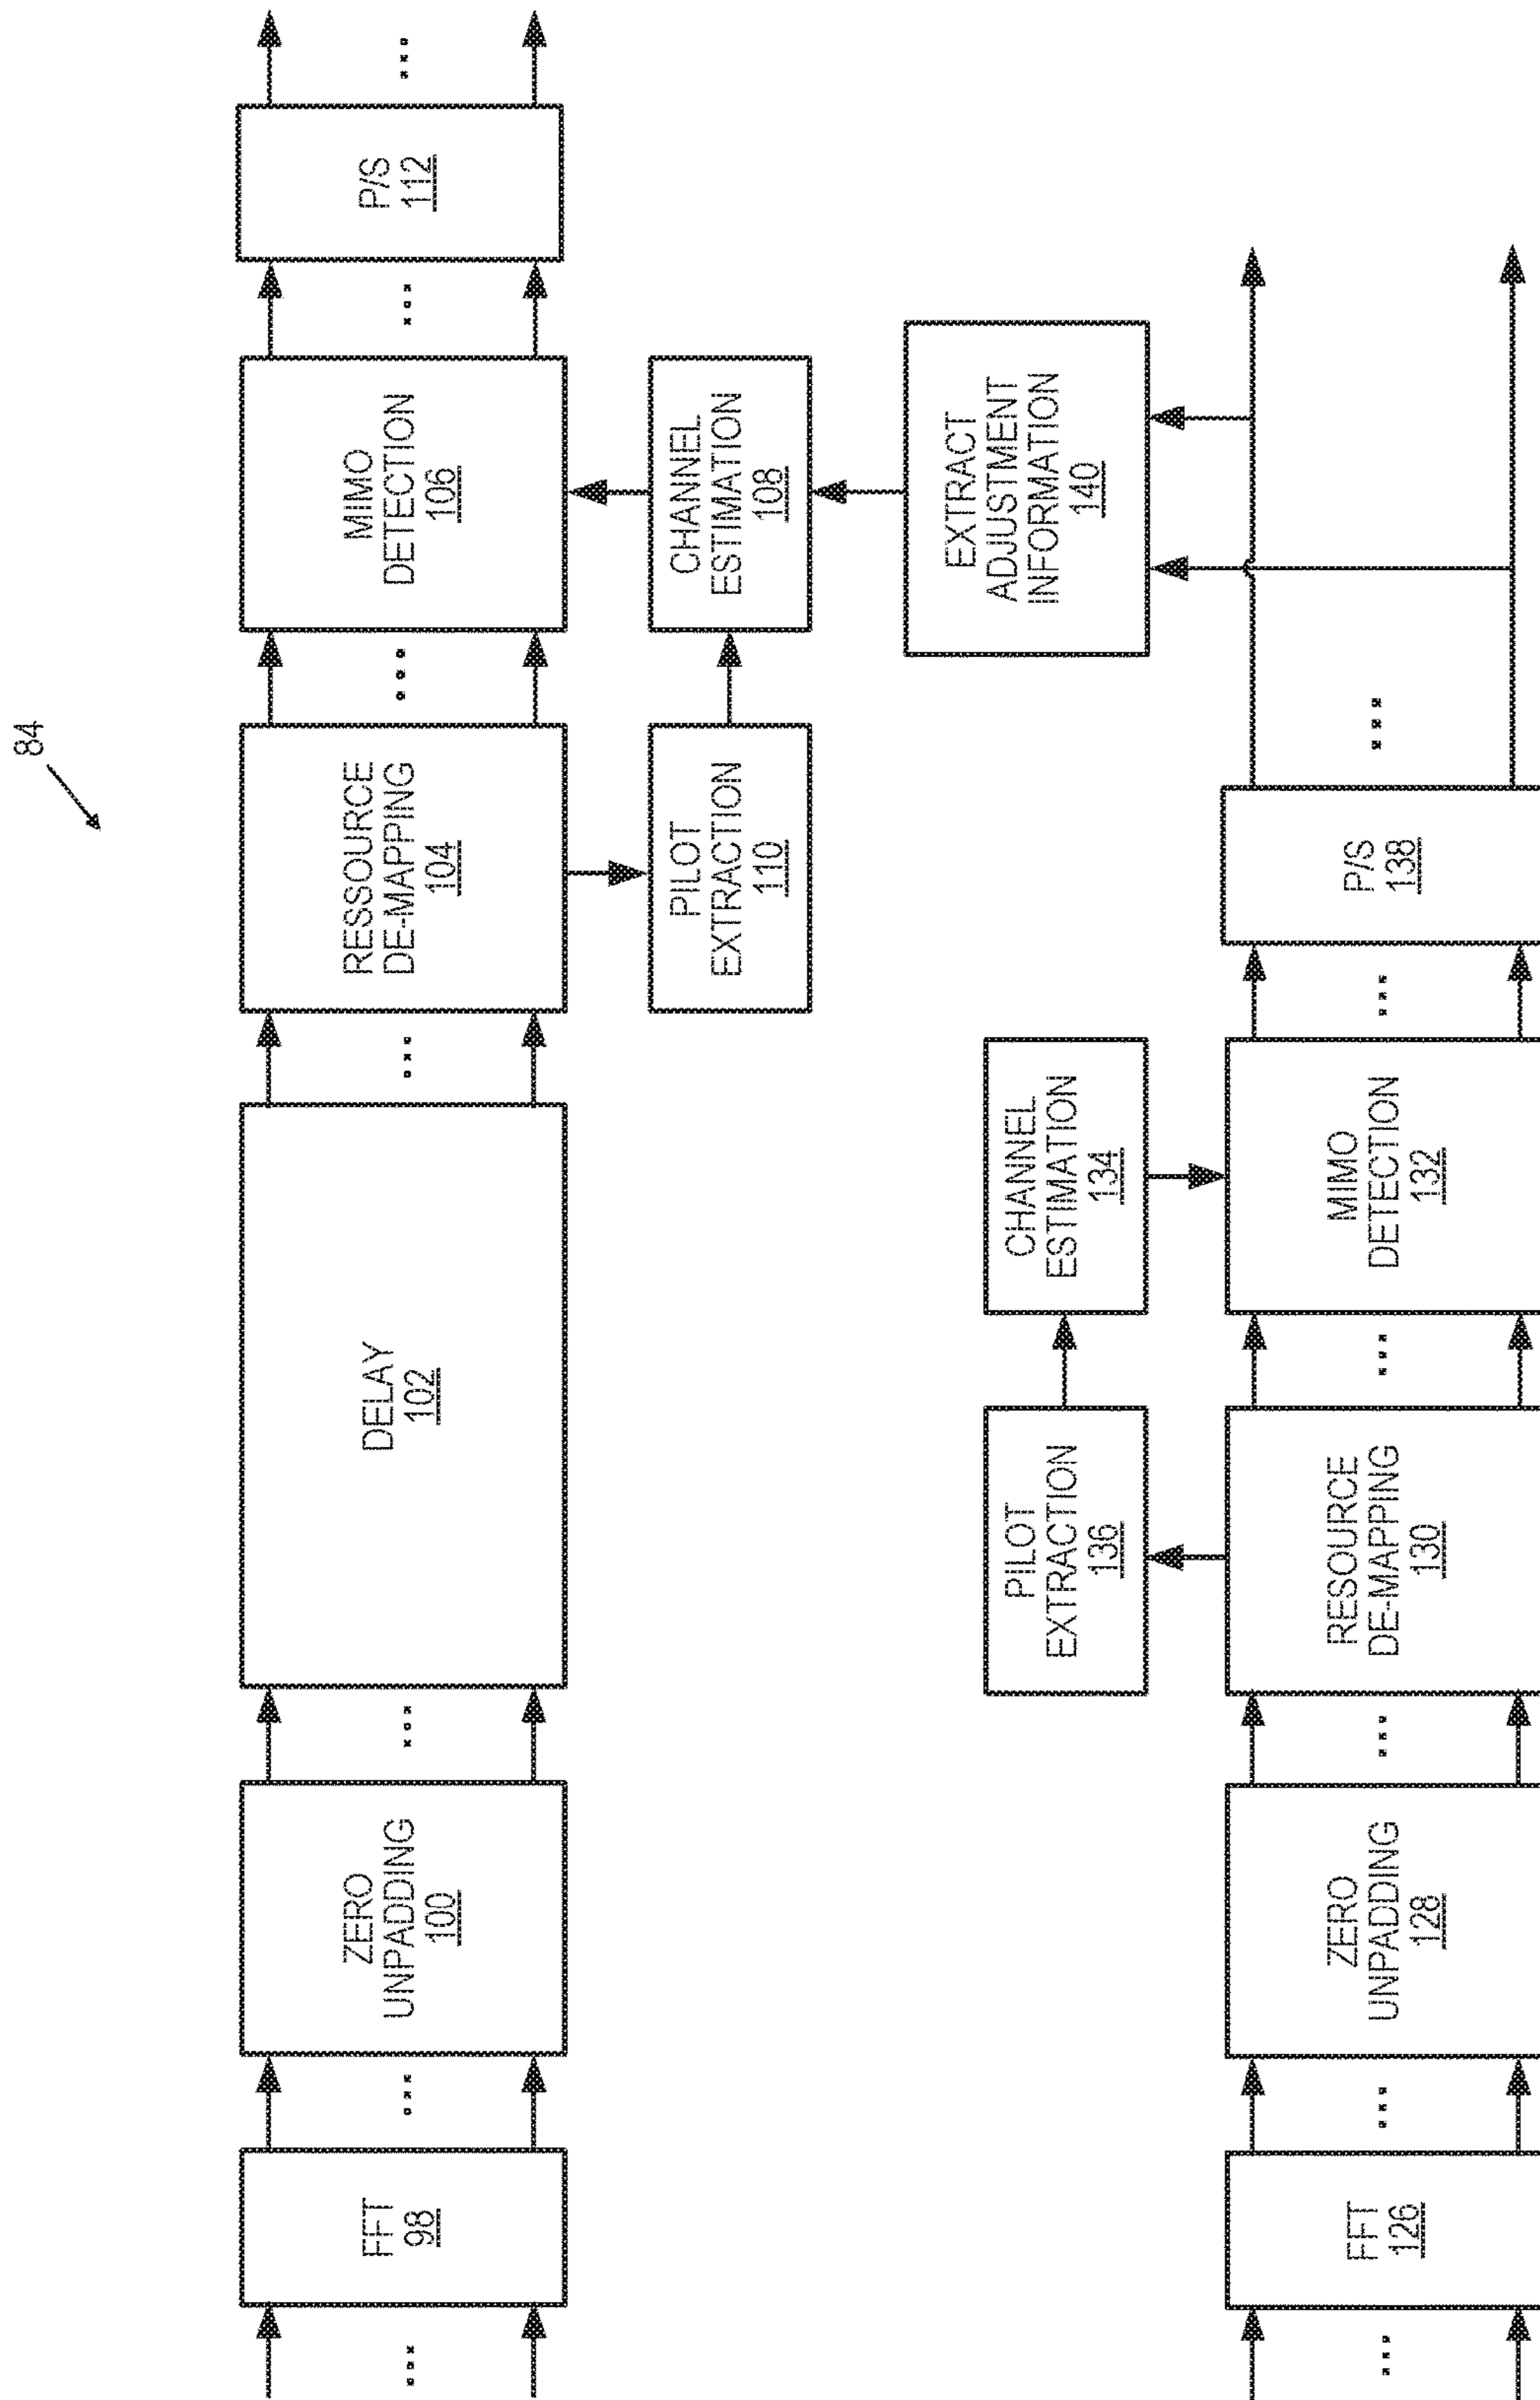 84
FFT
98
ZERO
UNPADDING
100
DELAY
102
RESSOURCE
DE-MAPPING
104
MIMO
DETECTION
106
P/S
112
PILOT
EXTRACTION
110
CHANNEL
ESTIMATION
108
EXTRACT
ADJUSTMENT
INFORMATION
140
PILOT
EXTRACTION
136
CHANNEL
ESTIMATION
134
FFT
126
ZERO
UNPADDING
128
RESOURCE
DE-MAPPING
130
MIMO
DETECTION
132
P/S
138